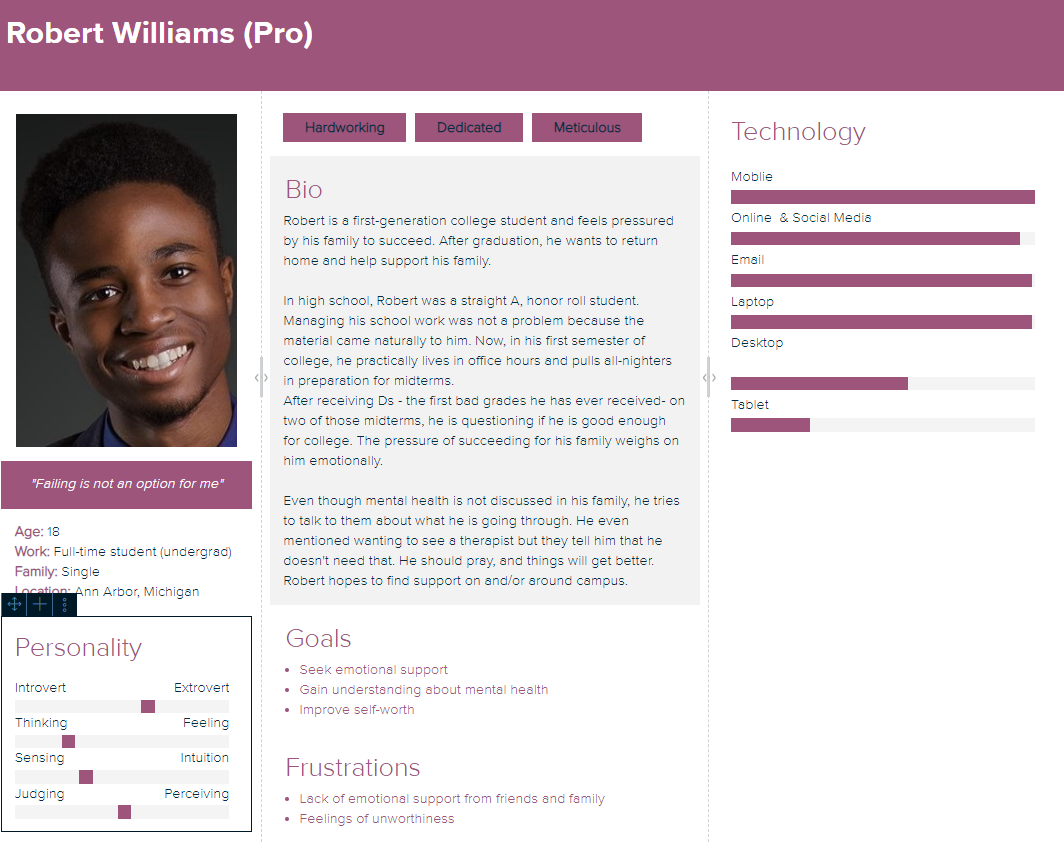 Robert Williams (Pro)
"Failing is not an option for me"
Age: 18
Work: Full-time student (undergrad)
Family: Single
Location: Ann Arbor, Michigan
Personality
Introvert Extrovert
Thinking Feeling
Sensing Intuition
Judging Perceiving
Hardworking Dedicated Meticulous
Bio
Robert is a first-generation college student and feels pressured
by his family to succeed. After graduation, he wants to return
home and help support his family.
In high school, Robert was a straight A, honor roll student.
Managing his school work was not a problem because the
material came naturally to him. Now, in his first semester of
college, he practically lives in office hours and pulls all-nighters
in preparation for midterms.
After receiving Ds - the first bad grades he has ever received- on
two of those midterms, he is questioning if he is good enough
for college. The pressure of succeeding for his family weighs on
him emotionally.
Even though mental health is not discussed in his family, he tries
to talk to them about what he is going through. He even
mentioned wanting to see a therapist but they tell him that he
doesn't need that. He should pray, and things will get better.
Robert hopes to find support on and/or around campus.
Goals
• Seek emotional support
• Gain understanding about mental health
• Improve self-worth
Frustrations
• Lack of emotional support from friends and family
• Feelings of unworthiness
Technology
Moblie
Online & Social Media
Email
Laptop
Desktop
Tablet